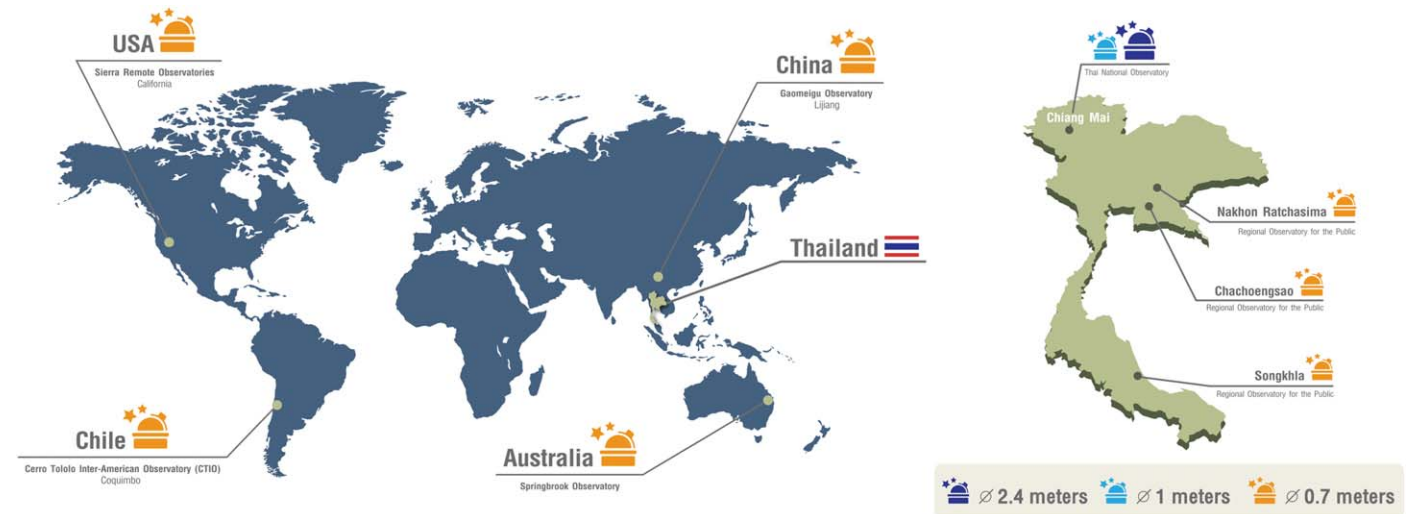 USA
Sierra Remote Observatories
California
China
Gaomeigu Observatory
Lijiang
Thailand
Chile
Cerro Tololo Inter-American Observatory (CTIO)
Coquimbo
Australia
Springbrook Observatory
Thai National Observatory
Chiang Mai
Nakhon Ratchasima
Regional Observatory for the Public
Chachoengsao
Regional Observatory for the Public
Songkhla
Regional Observatory for the Public
∅ 2.4 meters ∅ 1 meters ∅ 0.7 meters